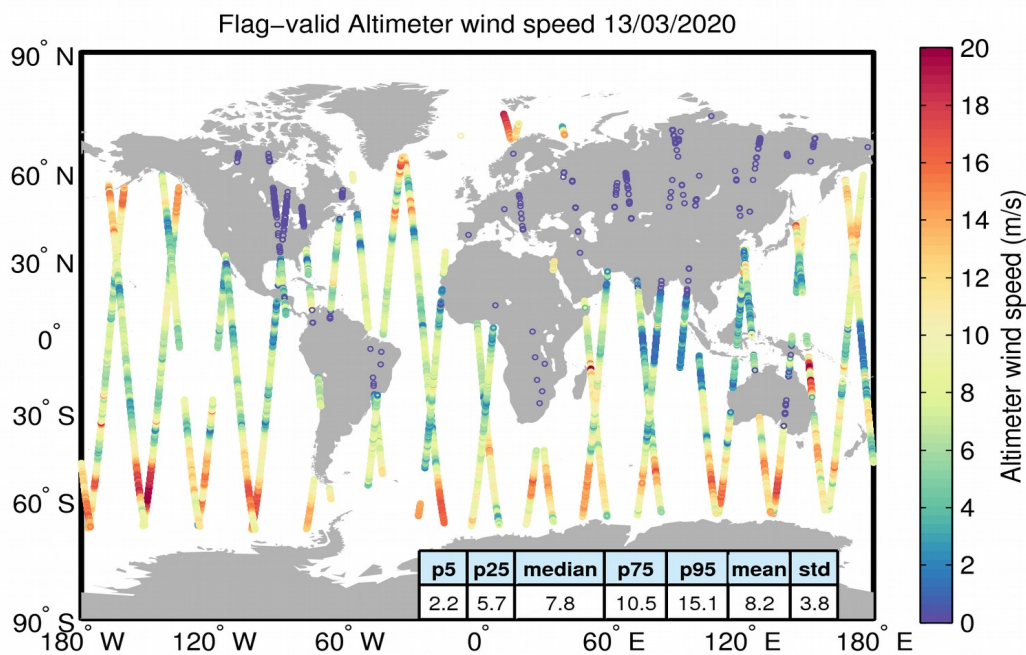 Flag−valid Altimeter wind speed 13/03/2020
90° N
60° N
30° N
0°
30° S
60° S
90° S
180° W
120° W
60° W
0°
60° E
120° E
180° E
p5 p25 median p75 p95 mean std
2.2 5.7 7.8 10.5 15.1 8.2 3.8
20
18
16
14
12
10
8
6
4
2
0
Altimeter wind speed (m/s)